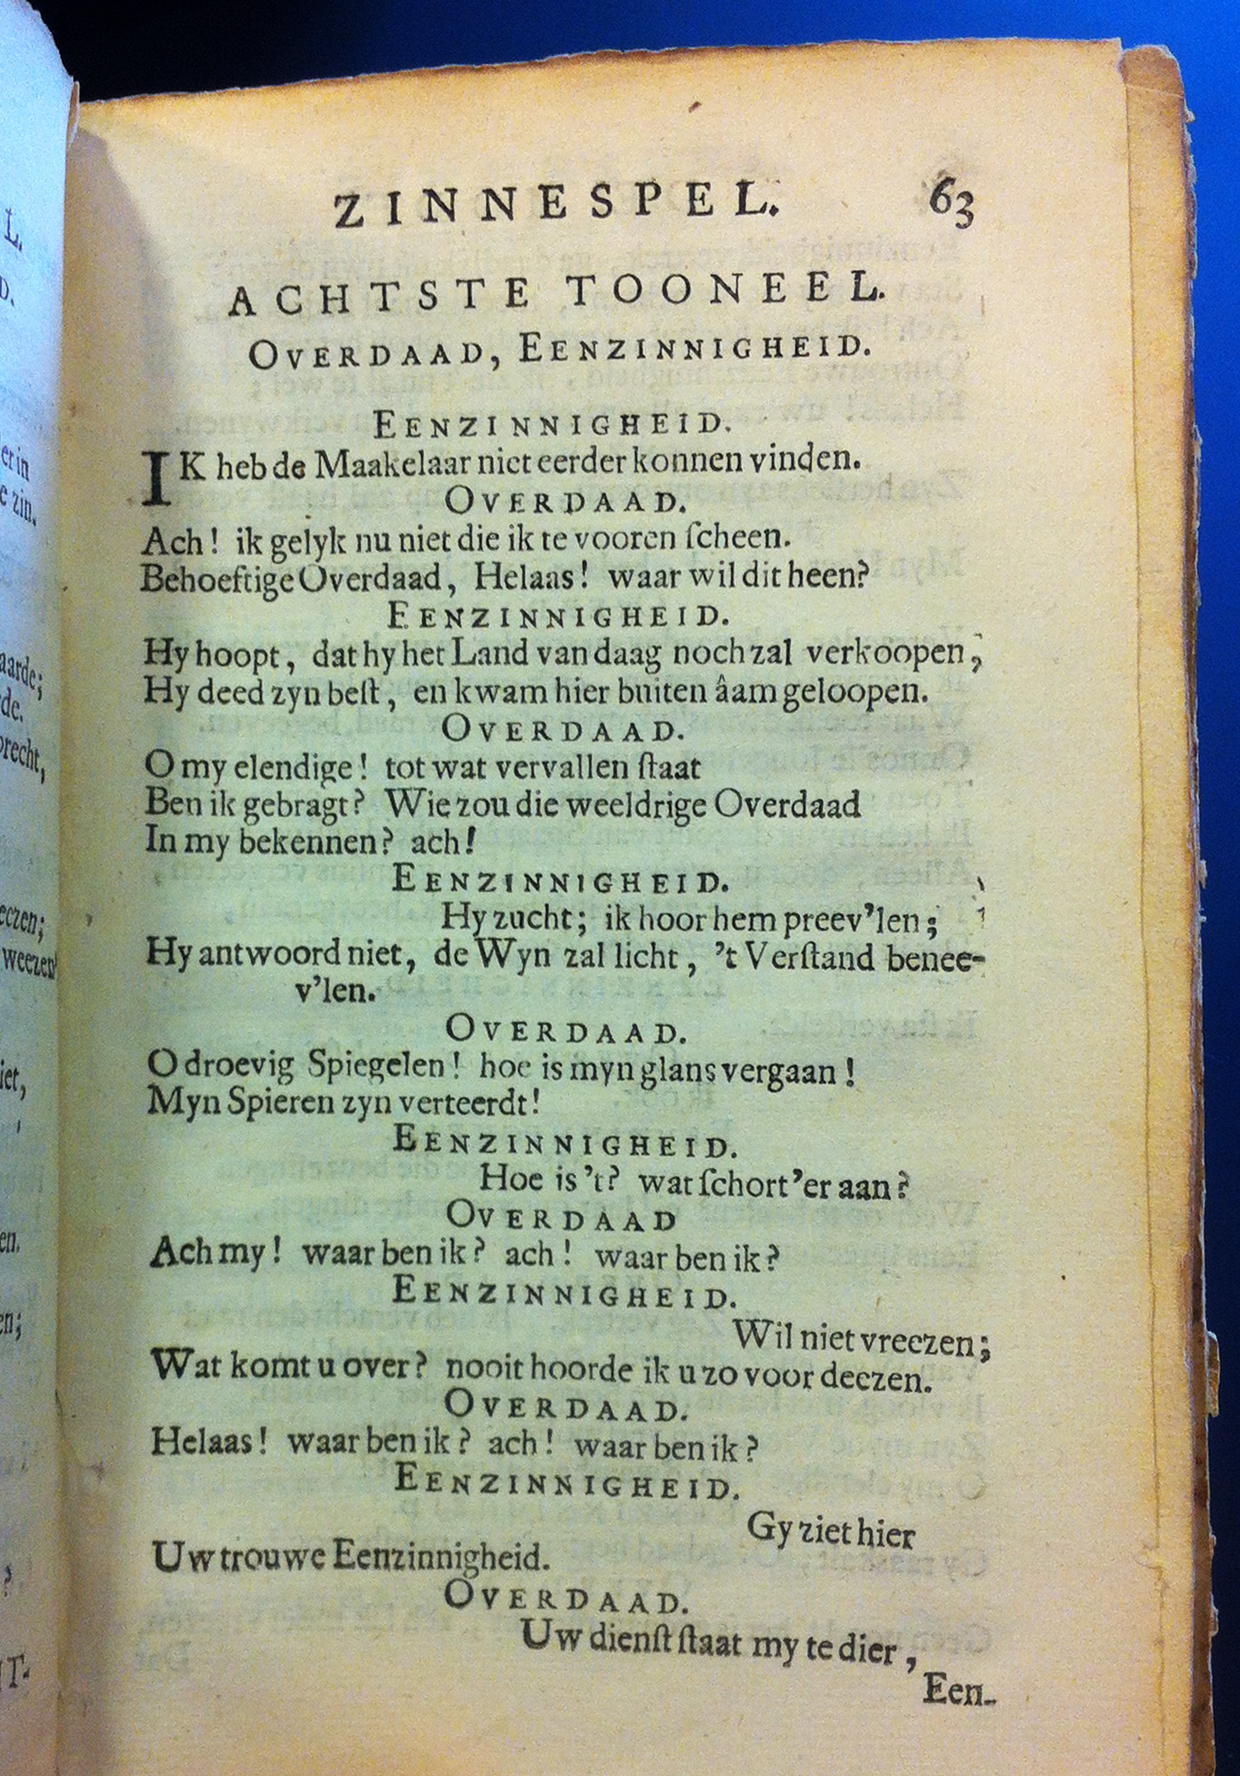 ZINNESPEL. 63
ACHTSTE TOONEEL.
OVERDAAD, EENZINNIGHEID.
EENZINNIGHEID.
IK heb de Maakelaar niet eerder konnen vinden.
OVERDAAD.
Ach! ik gelyk nu niet die ik te vooren ſcheen.
Behoeftige Overdaad, Helaas! waar wil dit heen?
EENZINNIGHEID.
Hy hoopt, dat hy het Land van daag noch zal verkoopen,
Hy deed zyn beſt, en kwam hier buiten âam geloopen.
OVERDAAD.
O my elendige! tot wat vervallen ſtaat
Ben ik gebragt? Wie zou die weeldrige Overdaad
In my bekennen? ach!
EENZINNIGHEID.
Hy zucht; ik hoor hem preev'len;
Hy antwoord niet, de Wyn zal licht, 't Verſtand benee-
v'len.
OVERDAAD.
O droevig Spiegelen! hoe is myn glans vergaan!
Myn Spieren zyn verteerdt!
EENZINNIGHEID.
Hoe is 't? wat ſchort 'er aan?
OVERDAAD
Ach my! waar ben ik? ach! waar ben ik?
EENZINNIGHEID.
Wil niet vreezen;
Wat komt u over? nooit hoorde ik u zo voor deezen.
OVERDAAD.
Helaas! waar ben ik? ach! waar ben ik?
EENZINNIGHEID.
Gy ziet hier
Uw trouwe Eenzinnigheid.
OVERDAAD.
Uw dienſt ſtaat my te dier,
Een-